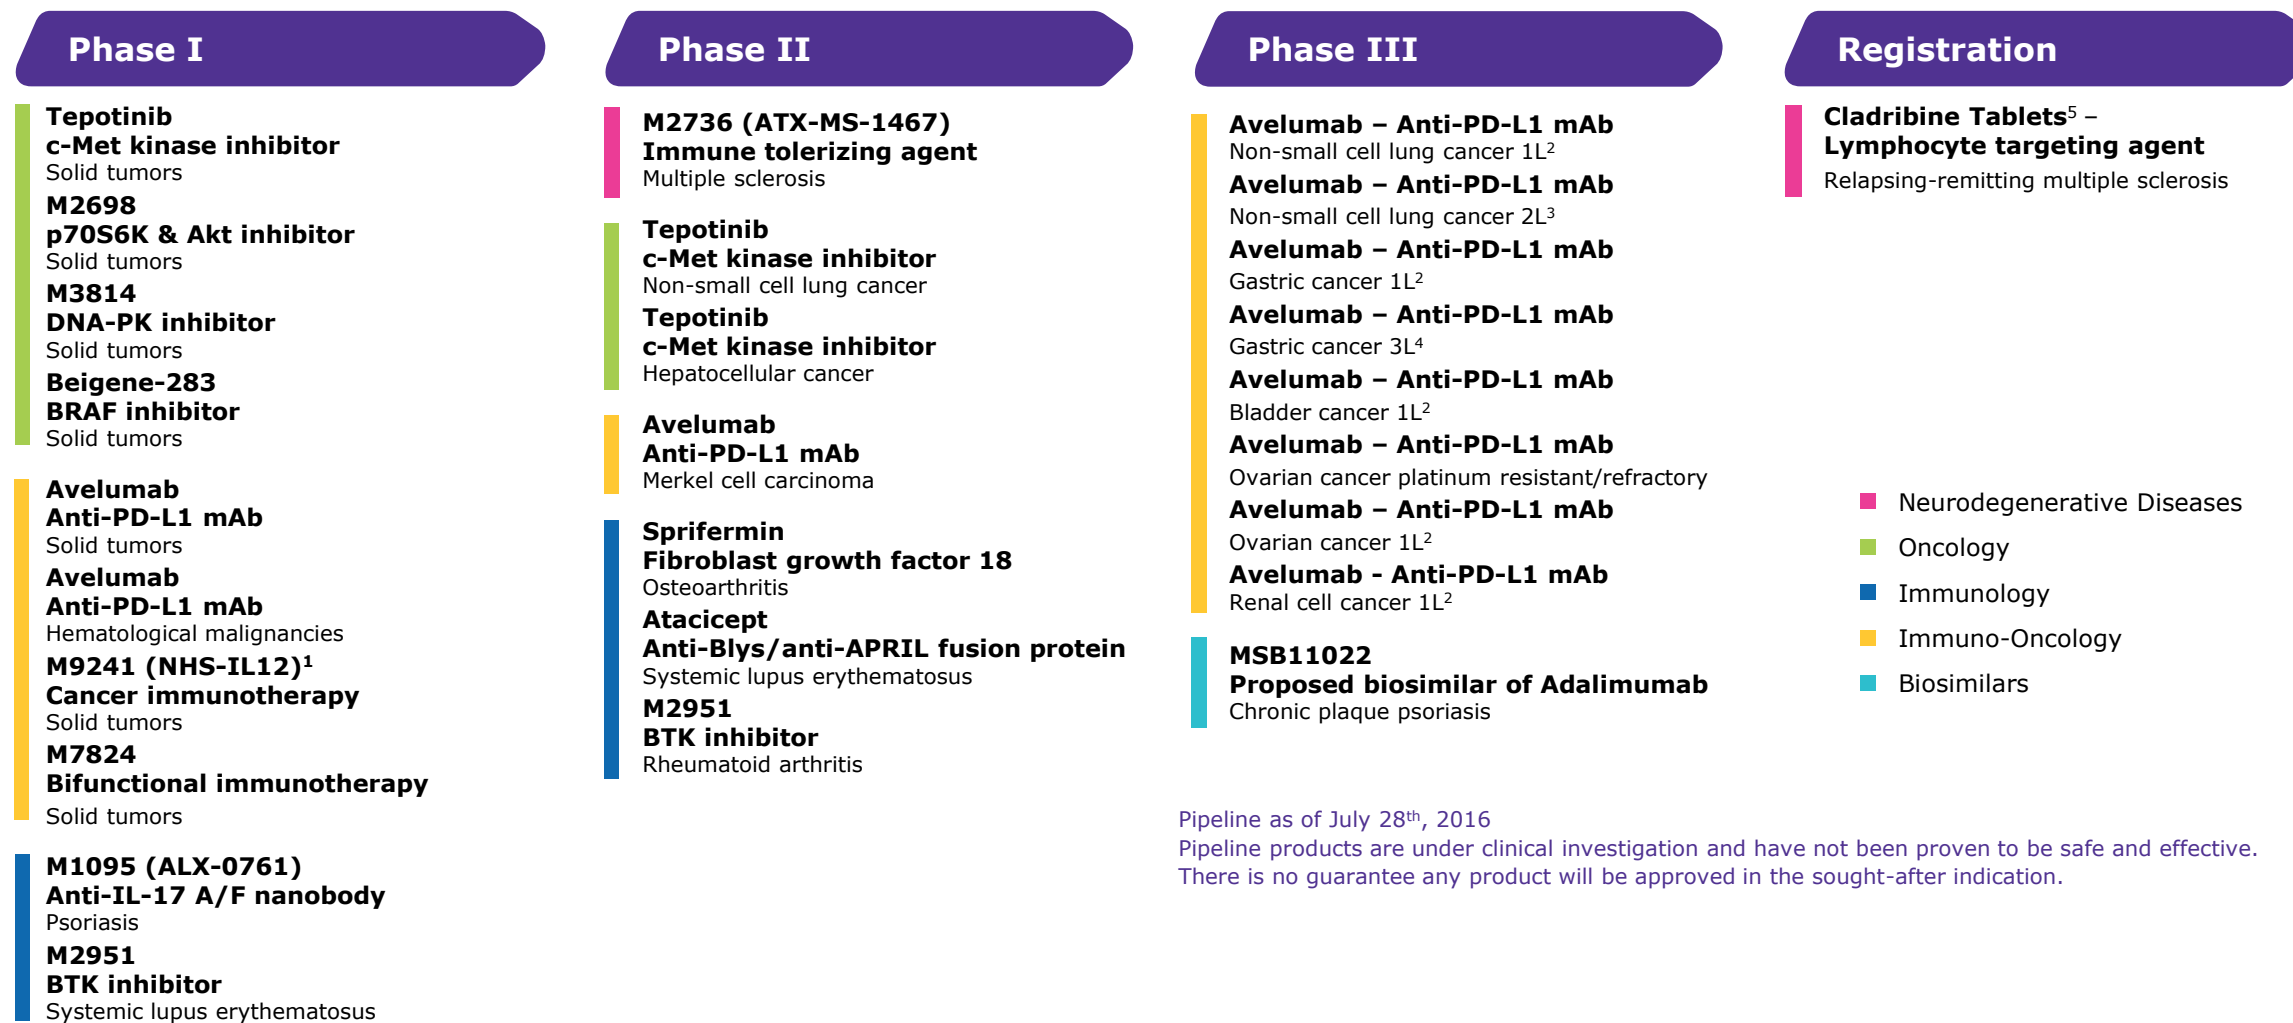 Phase I
Tepotinib
c-Met kinase inhibitor
Solid tumors
M2698
p70S6K & Akt inhibitor
Solid tumors
M3814
DNA-PK inhibitor
Solid tumors
Beigene-283
BRAF inhibitor
Solid tumors
Avelumab
Anti-PD-L1 mAb
Solid tumors
Avelumab
Anti-PD-L1 mAb
Hematological malignancies
M9241 (NHS-IL12)¹
Cancer immunotherapy
Solid tumors
M7824
Bifunctional immunotherapy
Solid tumors
M1095 (ALX-0761)
Anti-IL-17 A/F nanobody
Psoriasis
M2951
BTK inhibitor
Systemic lupus erythematosus
Phase II
M2736 (ATX-MS-1467)
Immune tolerizing agent
Multiple sclerosis
Tepotinib
c-Met kinase inhibitor
Non-small cell lung cancer
Tepotinib
c-Met kinase inhibitor
Hepatocellular cancer
Avelumab
Anti-PD-L1 mAb
Merkel cell carcinoma
Sprifermin
Fibroblast growth factor 18
Osteoarthritis
Atacicept
Anti-Blys/anti-APRIL fusion protein
Systemic lupus erythematosus
M2951
BTK inhibitor
Rheumatoid arthritis
Phase III
Avelumab – Anti-PD-L1 mAb
Non-small cell lung cancer 1L²
Avelumab – Anti-PD-L1 mAb
Non-small cell lung cancer 2L³
Avelumab – Anti-PD-L1 mAb
Gastric cancer 1L²
Avelumab – Anti-PD-L1 mAb
Gastric cancer 3L⁴
Avelumab – Anti-PD-L1 mAb
Bladder cancer 1L²
Avelumab – Anti-PD-L1 mAb
Ovarian cancer platinum resistant/refractory
Avelumab – Anti-PD-L1 mAb
Ovarian cancer 1L²
Avelumab - Anti-PD-L1 mAb
Renal cell cancer 1L²
MSB11022
Proposed biosimilar of Adalimumab
Chronic plaque psoriasis
Registration
Cladribine Tablets⁵ –
Lymphocyte targeting agent
Relapsing-remitting multiple sclerosis
Neurodegenerative Diseases
Oncology
Immunology
Immuno-Oncology
Biosimilars
Pipeline as of July 28ᵗʰ, 2016
Pipeline products are under clinical investigation and have not been proven to be safe and effective.
There is no guarantee any product will be approved in the sought-after indication.